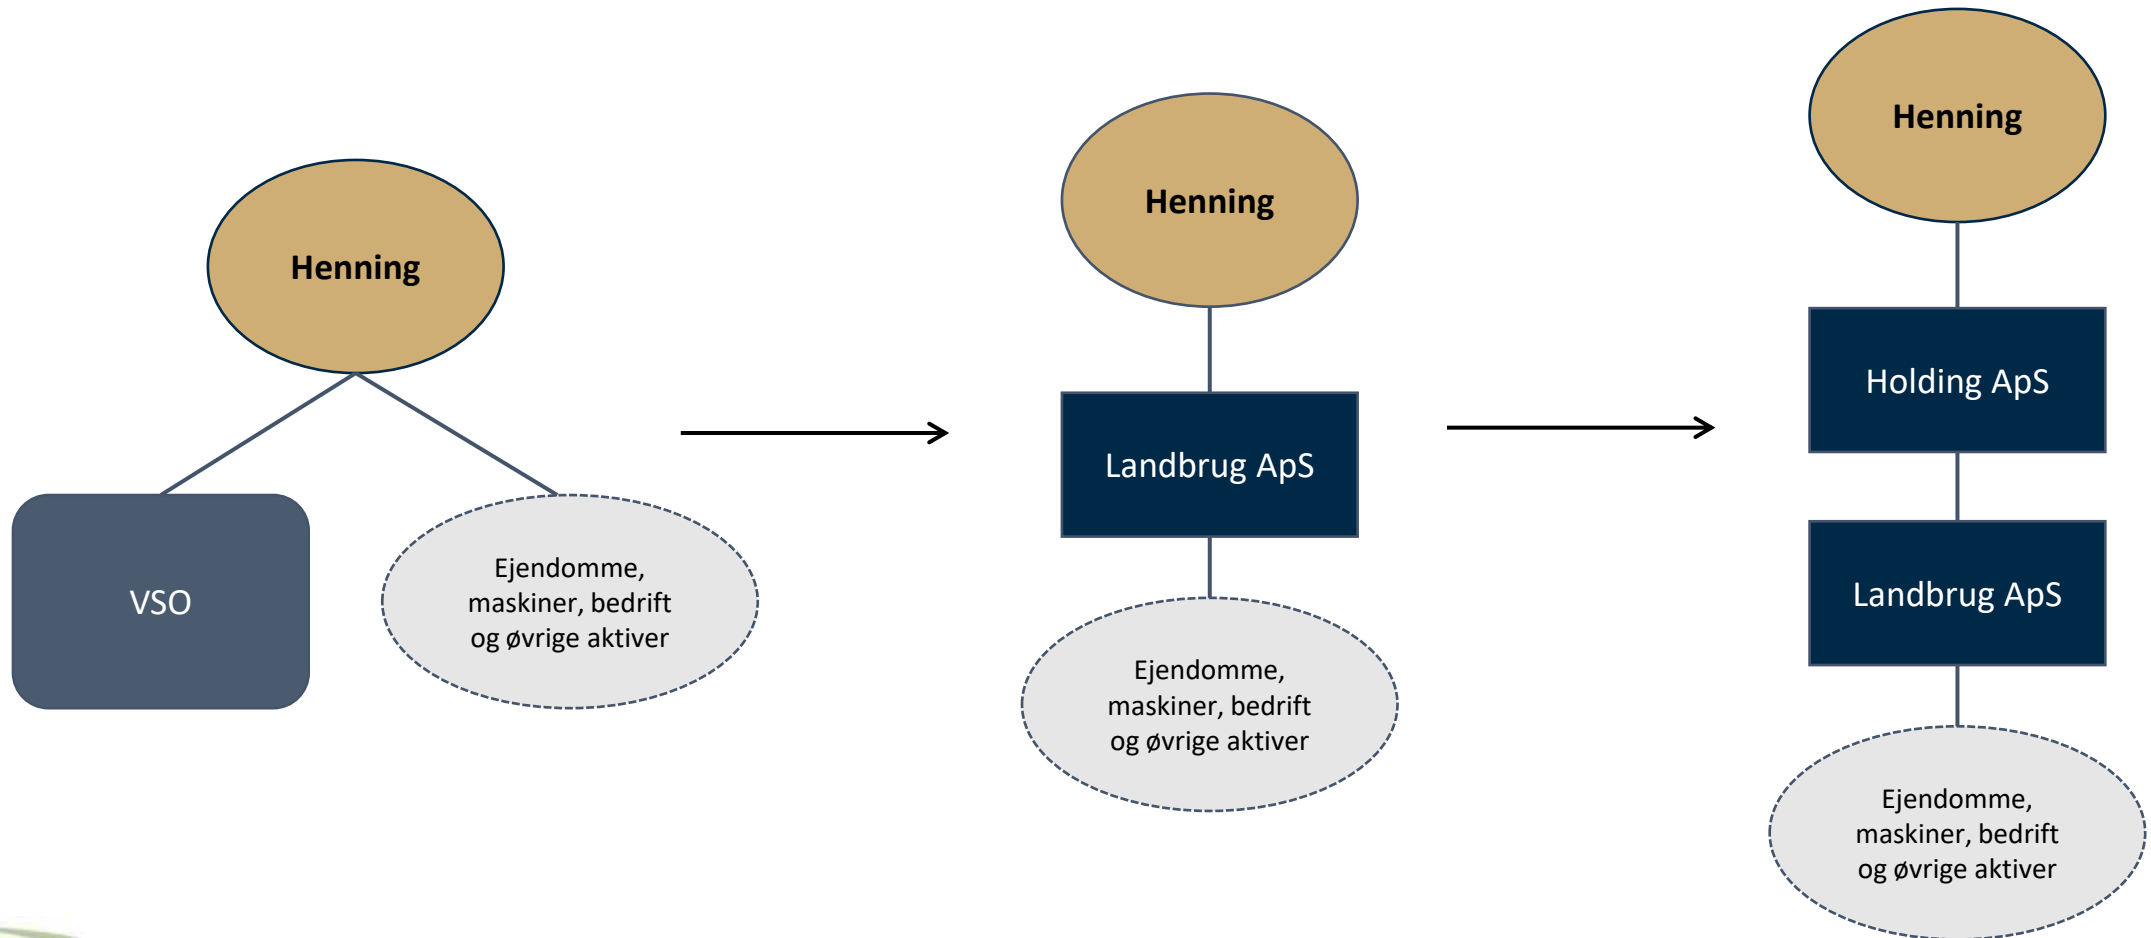 Henning
VSO
Ejendomme,
maskiner, bedrift
og øvrige aktiver
Henning
Landbrug ApS
Ejendomme,
maskiner, bedrift
og øvrige aktiver
Henning
Holding ApS
Landbrug ApS
Ejendomme,
maskiner, bedrift
og øvrige aktiver